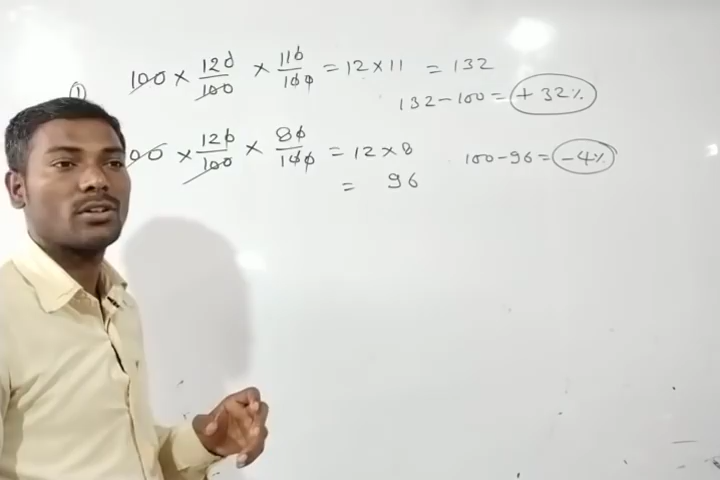 ① 100 × 120/100 × 110/100 = 12 × 11 = 132
132 - 100 = + 32%
100 × 120/100 × 80/100 = 12 × 8 100 - 96 = - 4%
= 96